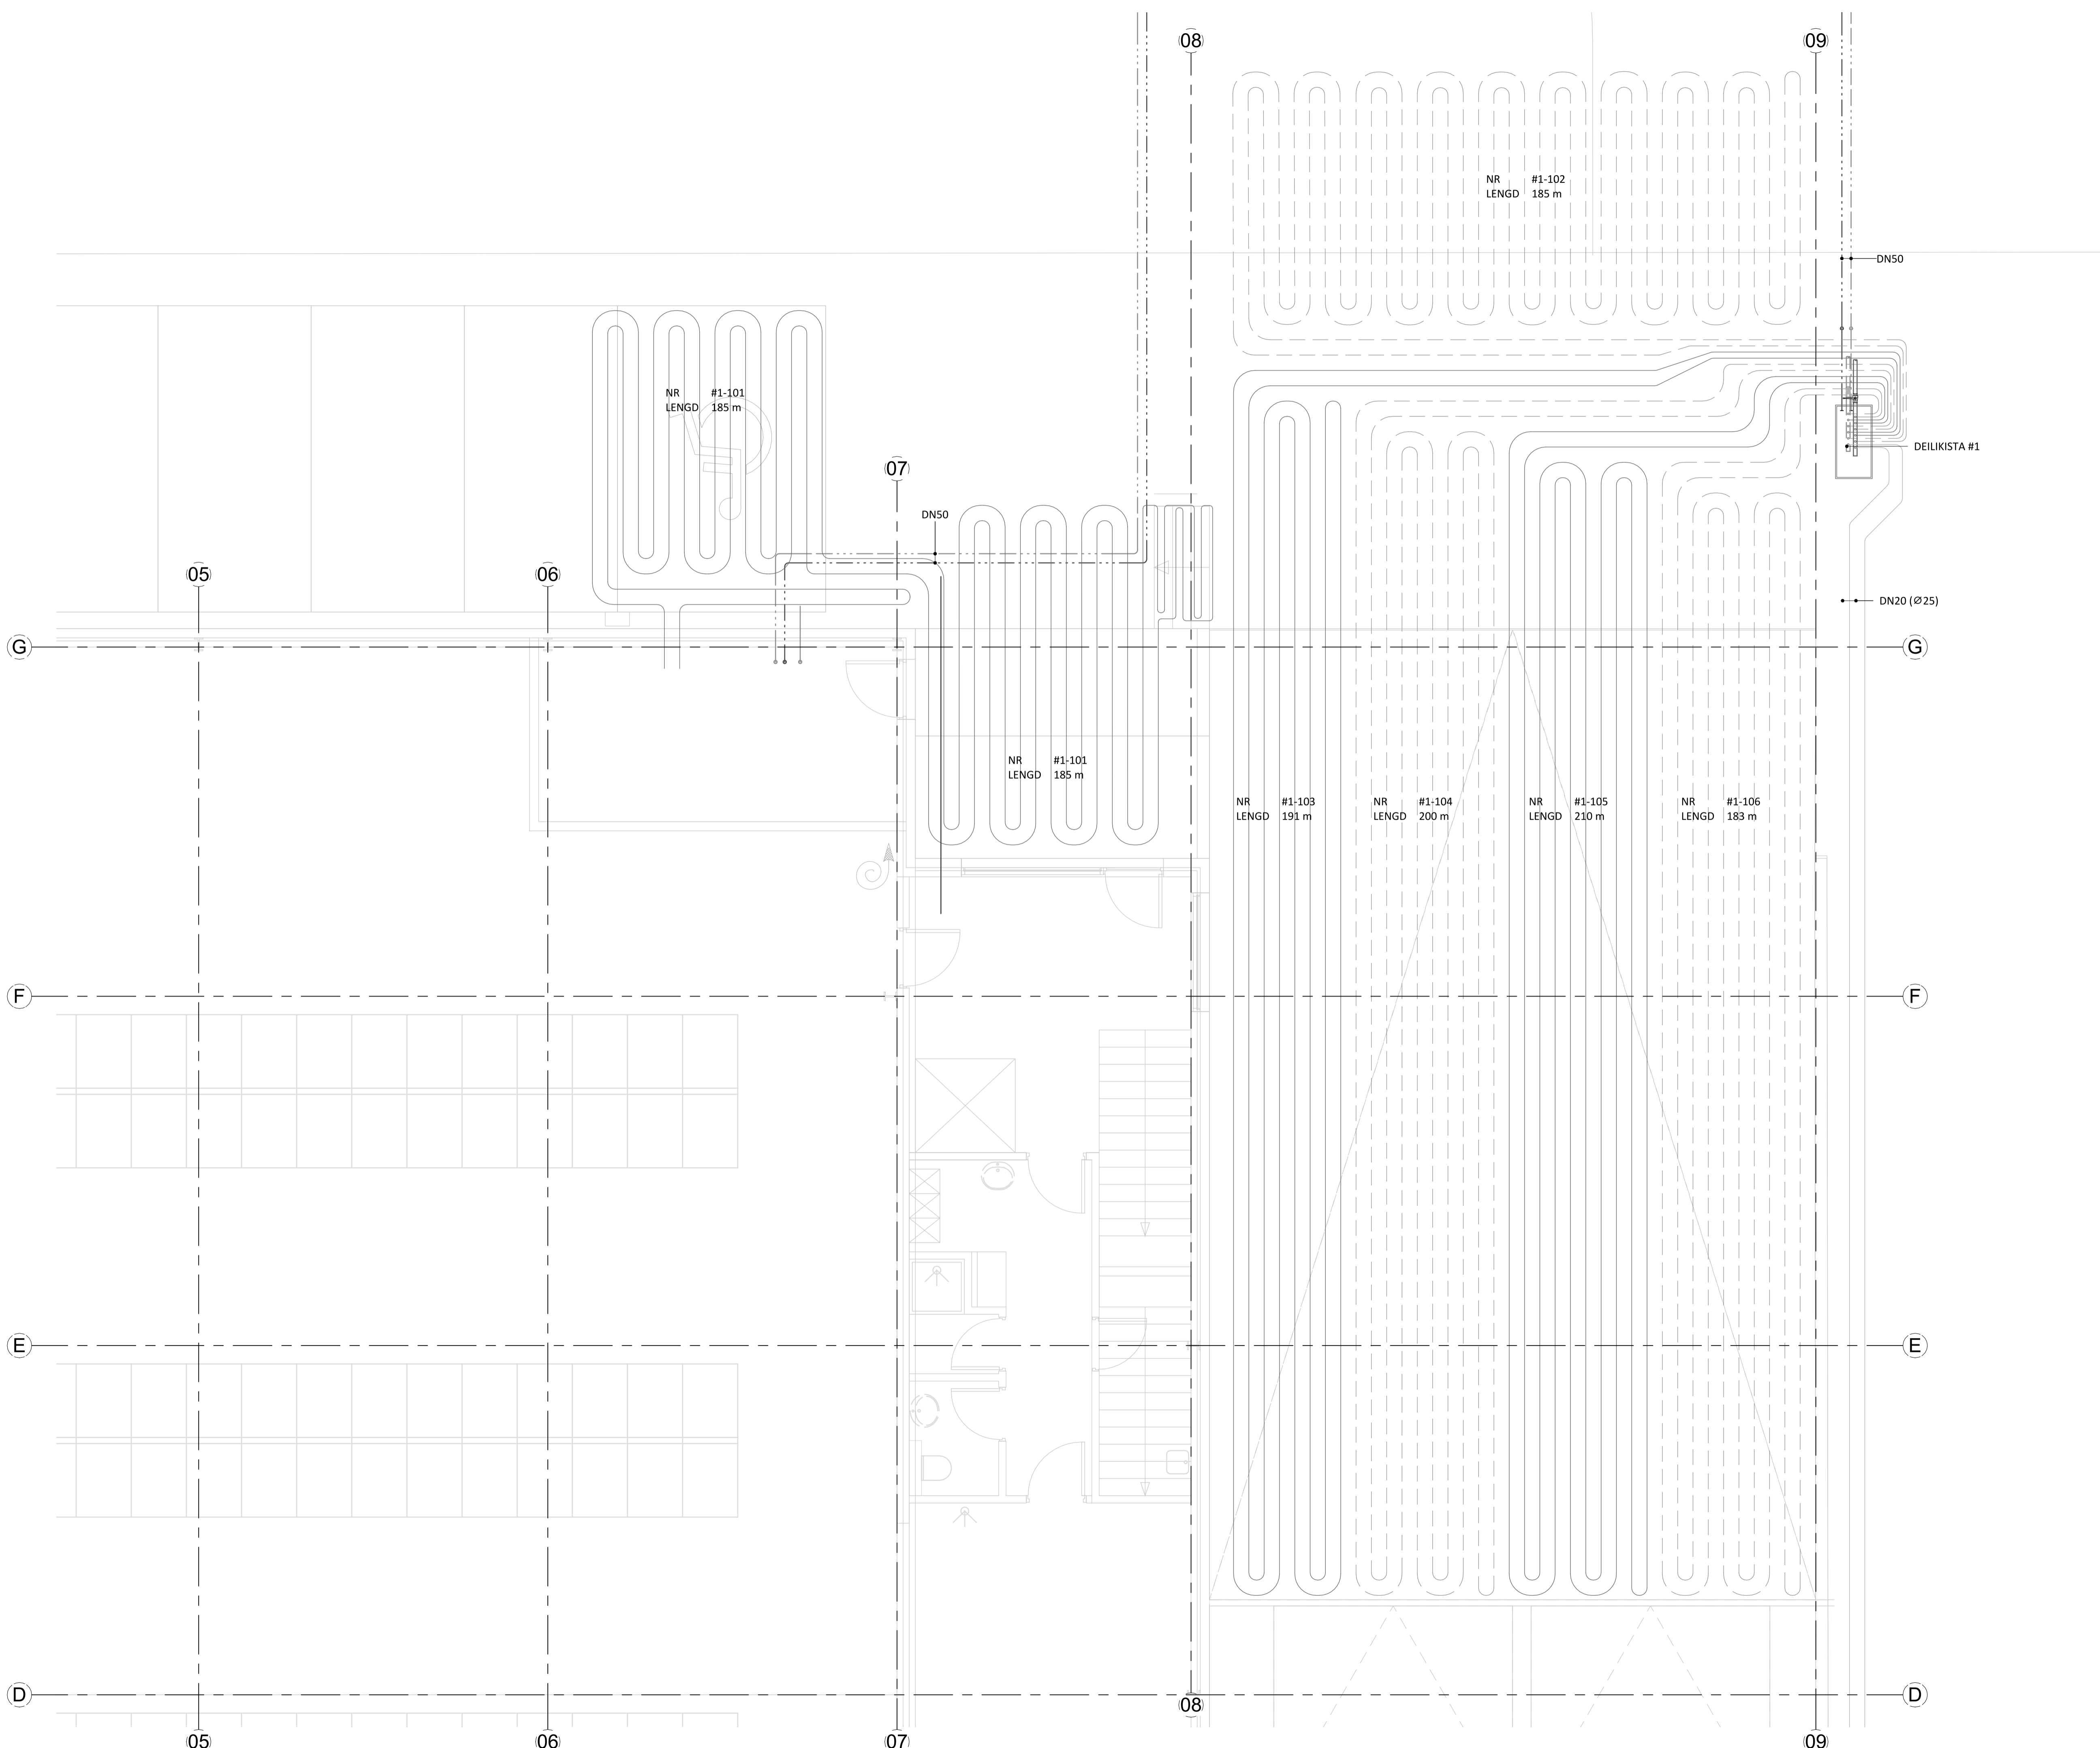 08
09
NR #1-102
LENGD 185 m
DN50
NR #1-101
LENGD 185 m
DEILIKISTA #1
07
DN50
05
06
DN20 (Ø25)
G
G
NR #1-101
LENGD 185 m
NR #1-103
LENGD 191 m
NR #1-104
LENGD 200 m
NR #1-105
LENGD 210 m
NR #1-106
LENGD 183 m
F
F
E
E
D
D
08
05
06
07
09